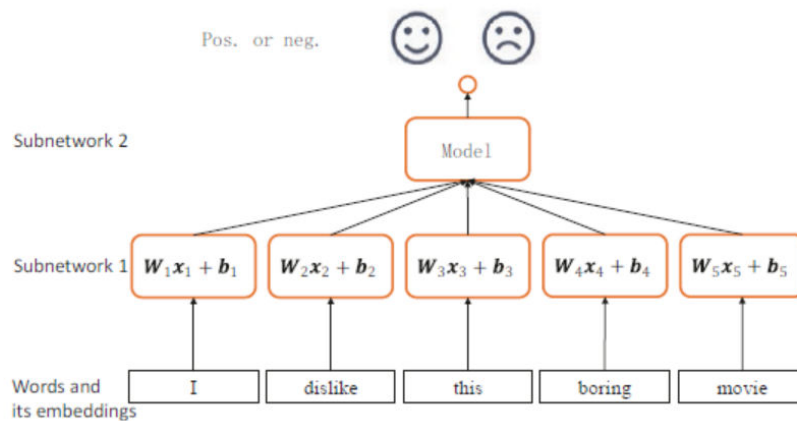 Pos. or neg.
Subnetwork 2
Model
Subnetwork 1
W₁x₁ + b₁
W₂x₂ + b₂
W₃x₃ + b₃
W₄x₄ + b₄
W₅x₅ + b₅
Words and
its embeddings
I
dislike
this
boring
movie